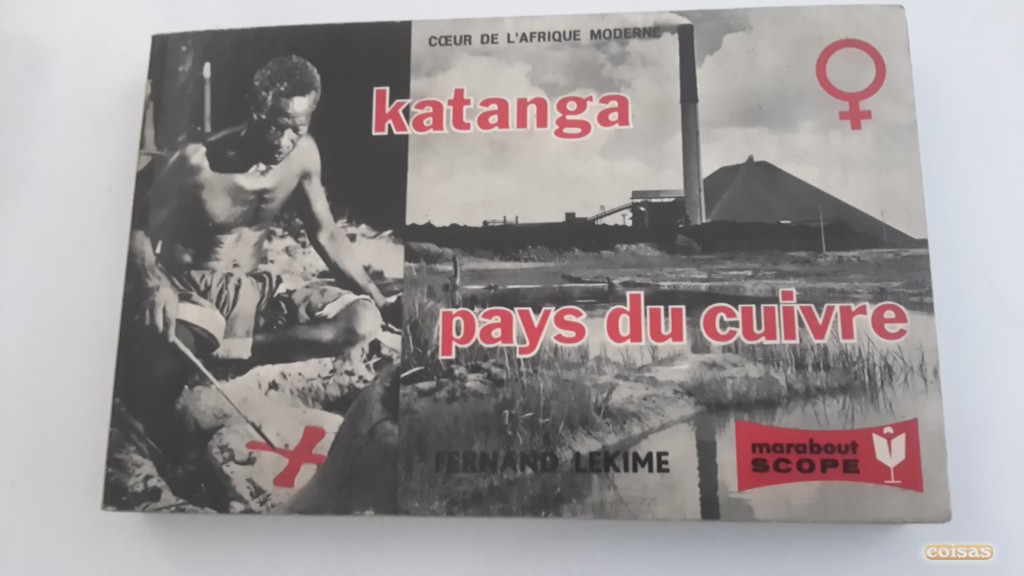 CŒUR DE L'AFRIQUE MODERNE
katanga
pays du cuivre
FERNAND LEKIME
marabout
SCOPE
coisas